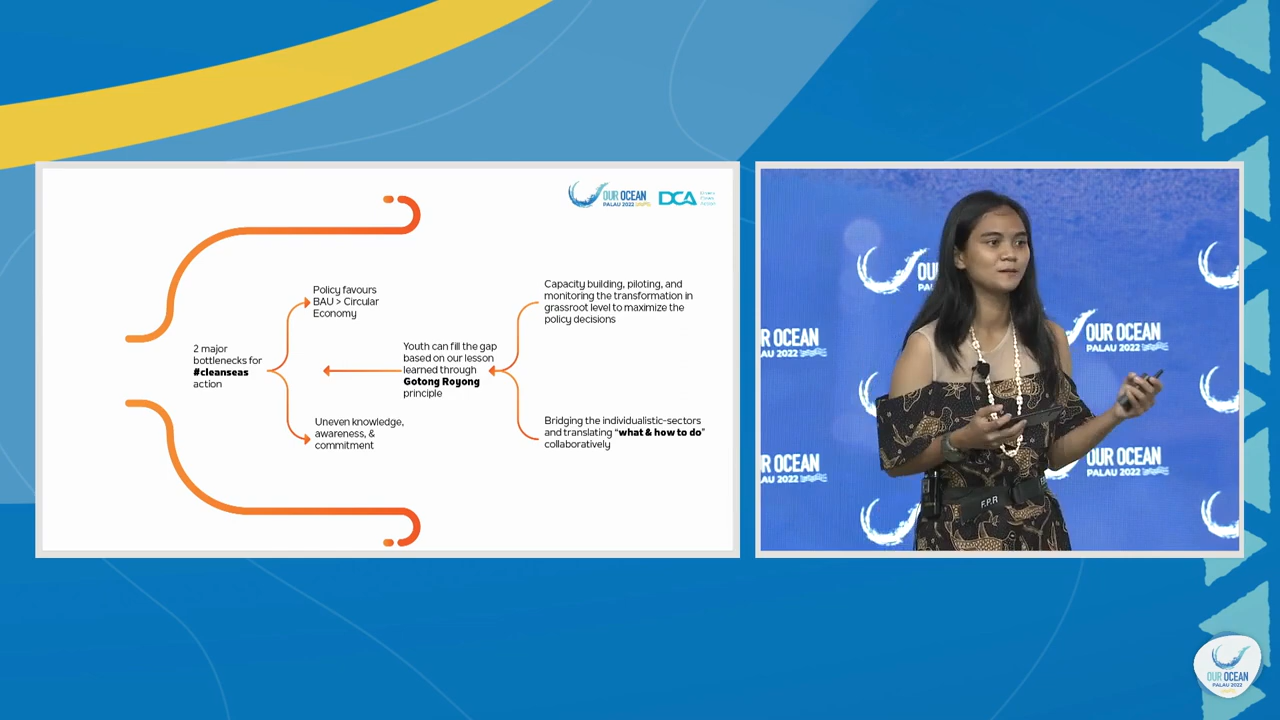 OUR OCEAN
PALAU 2022
DCA
Policy favours
BAU > Circular
Economy
2 major
bottlenecks for
#cleanseas
action
Uneven knowledge,
awareness, &
commitment
Youth can fill the gap
based on our lesson
learned through
Gotong Royong
principle
Capacity building, piloting, and
monitoring the transformation in
grassroot level to maximize the
policy decisions
Bridging the individualistic-sectors
and translating "what & how to do"
collaboratively
OU
PALAU
OUR OCEAN
PALAU 2022
OUR OCEAN
PALAU 2022
OUR OCEAN
PALAU 2022
OUR OCEAN
PALAU 2022
F.P.R
OUR OCEAN
PALAU 2022